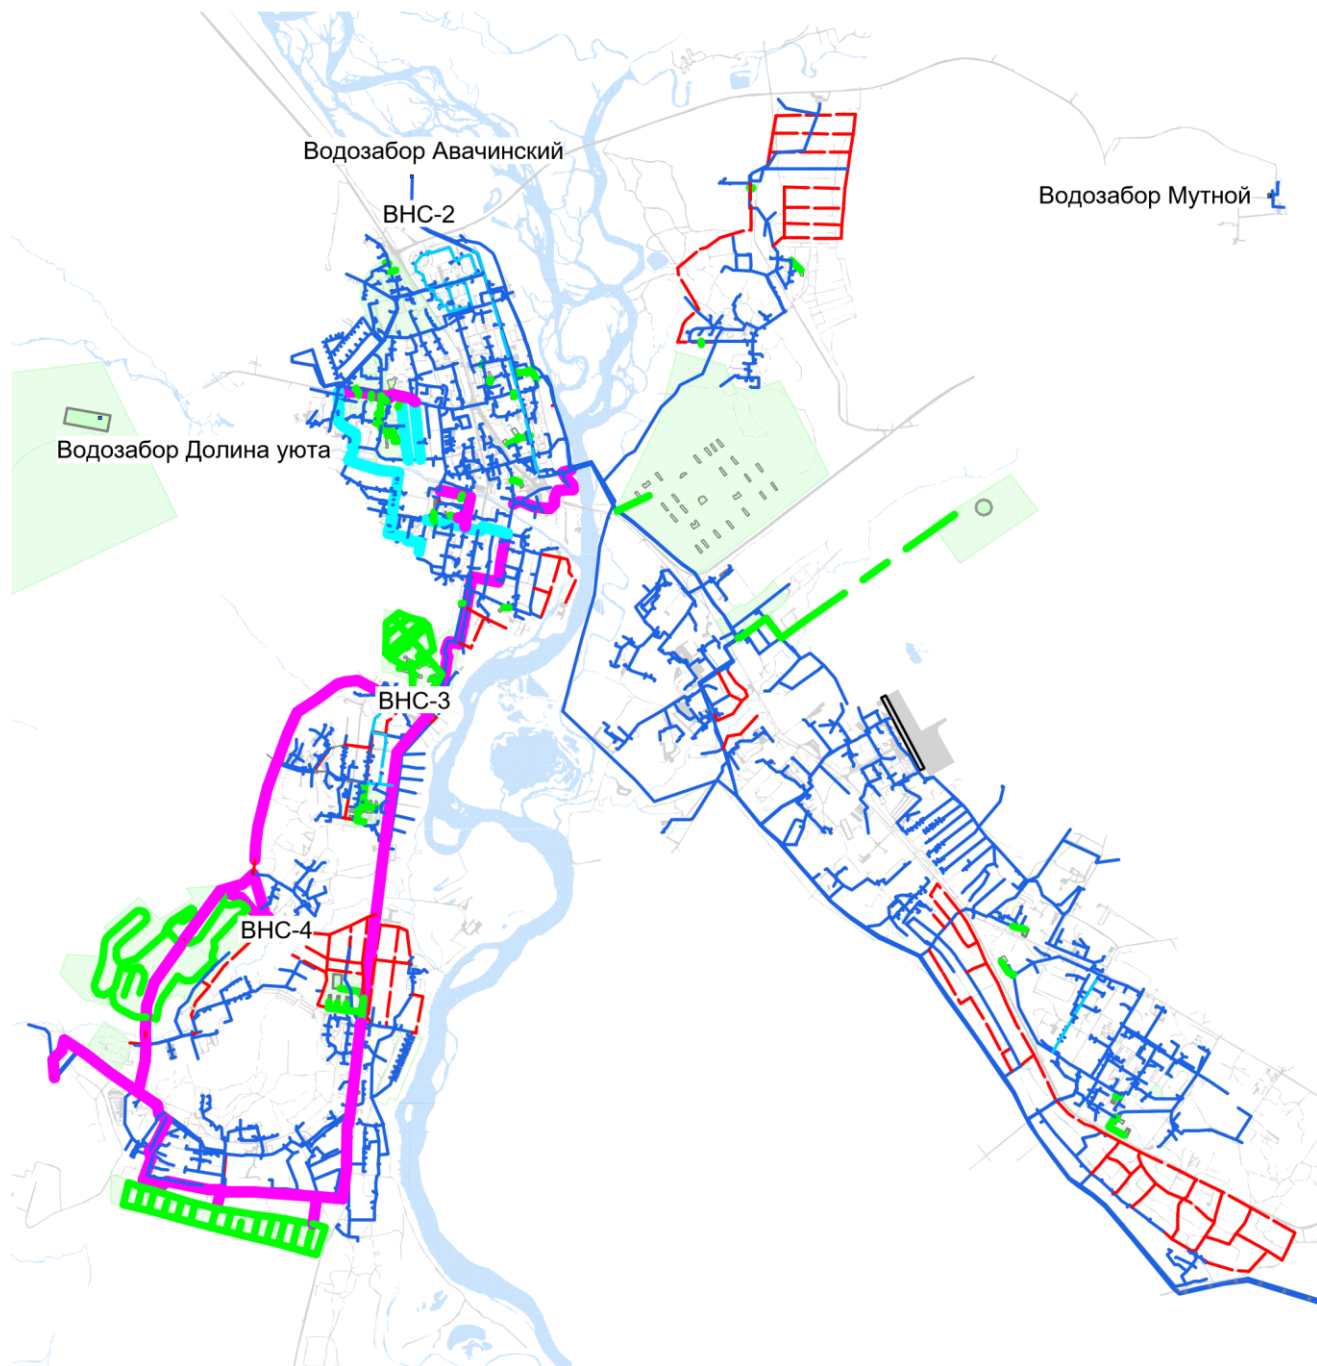 Водозабор Авачинский
Водозабор Мутной
ВНС-2
Водозабор Долина уюта
ВНС-3
ВНС-4